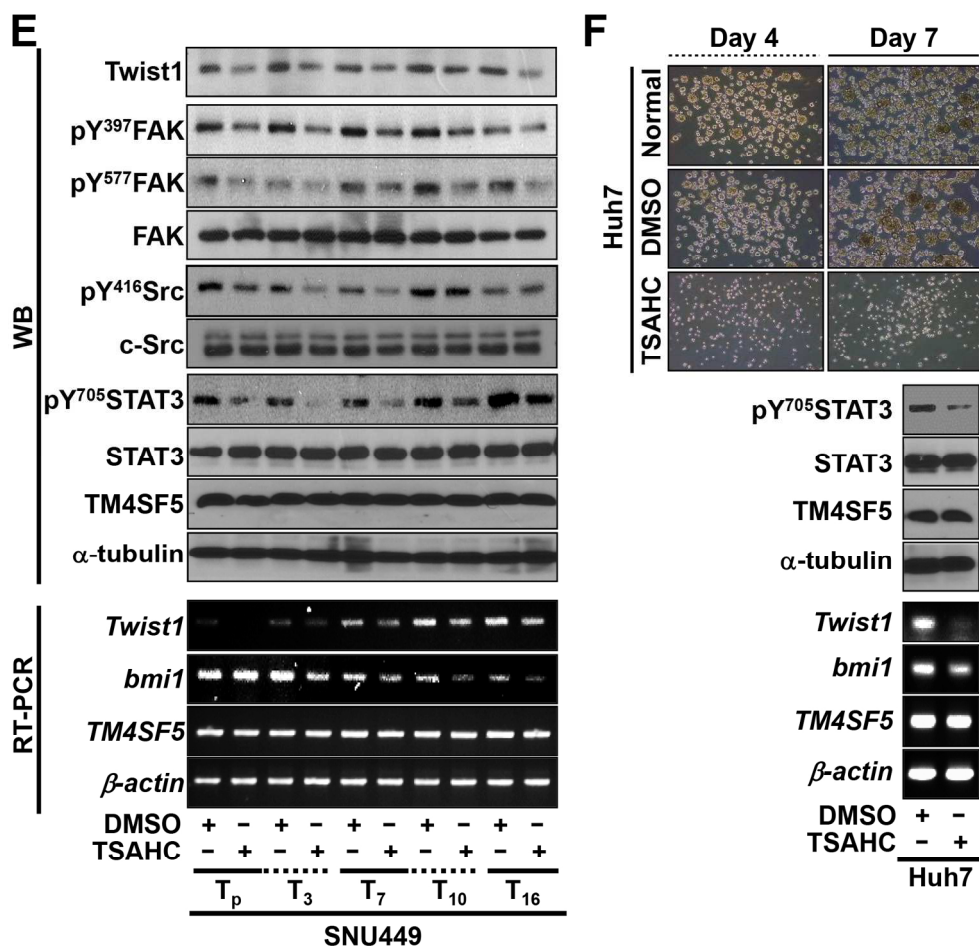 E
WB
Twist1
pY397FAK
pY577FAK
FAK
pY416Src
c-Src
pY705STAT3
STAT3
TM4SF5
α-tubulin
RT-PCR
Twist1
bmi1
TM4SF5
β-actin
DMSO + − + − + − + − + −
TSAHC − + − + − + − + − +
Tp T3 T7 T10 T16
SNU449
F
Day 4 Day 7
Huh7
Normal
DMSO
TSAHC
pY705STAT3
STAT3
TM4SF5
α-tubulin
Twist1
bmi1
TM4SF5
β-actin
DMSO + −
TSAHC − +
Huh7